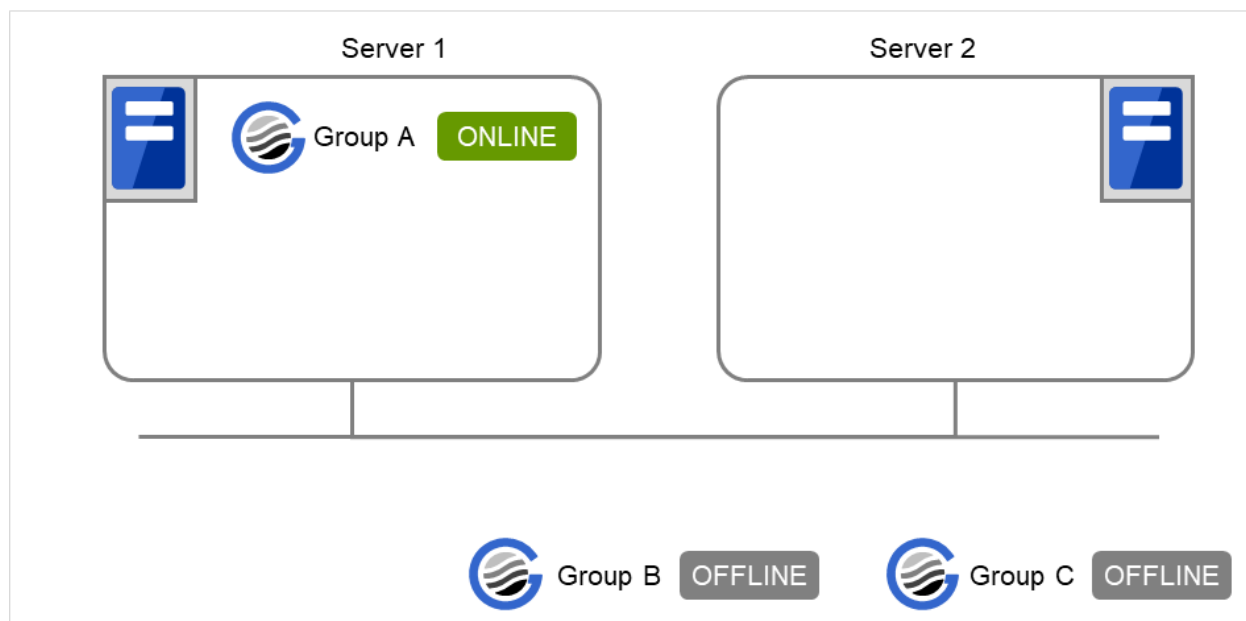 Server 1
Server 2
Group A ONLINE
Group B OFFLINE
Group C OFFLINE